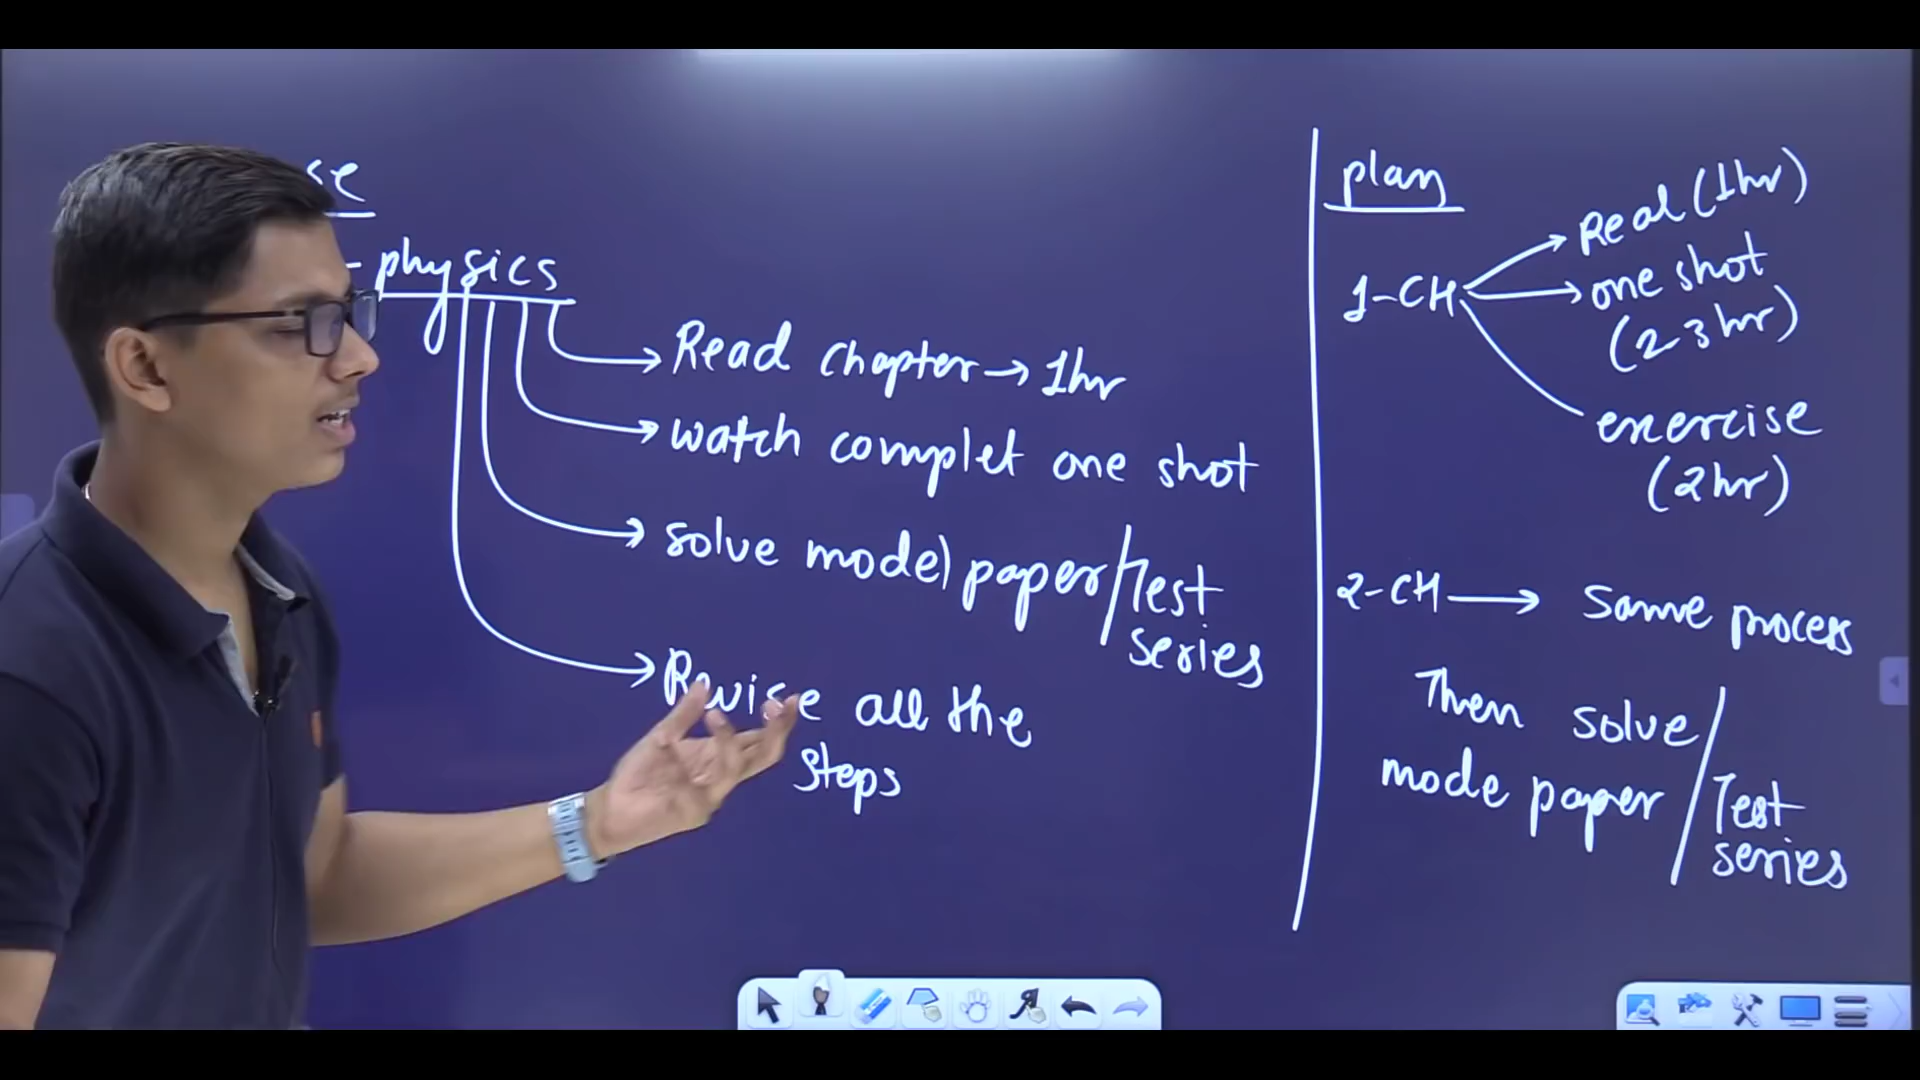 physics
Read chapter → 1hr
watch complet one shot
solve model paper/Test
series
Revise all the
steps
plan
1-CH
Real (1hr)
one shot
(2-3hr)
exercise
(2hr)
2-CH → same process
Then solve
mode paper/Test
series